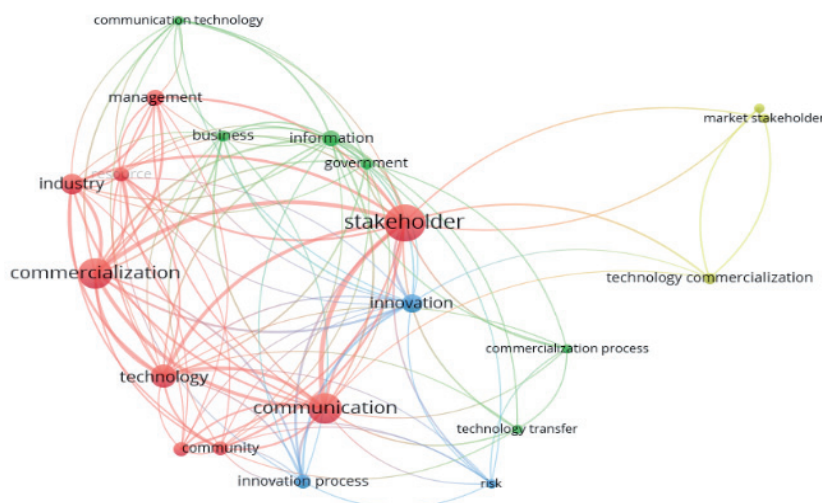 communication technology
management
market stakeholder
business
information
government
resource
industry
stakeholder
commercialization
technology commercialization
innovation
commercialization process
technology
communication
technology transfer
community
innovation process
risk